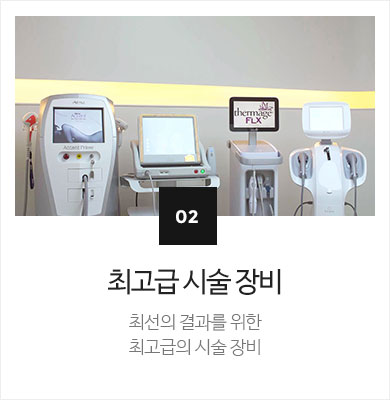 Accent Prime
thermage
FLX
02
최고급 시술 장비
최선의 결과를 위한
최고급의 시술 장비